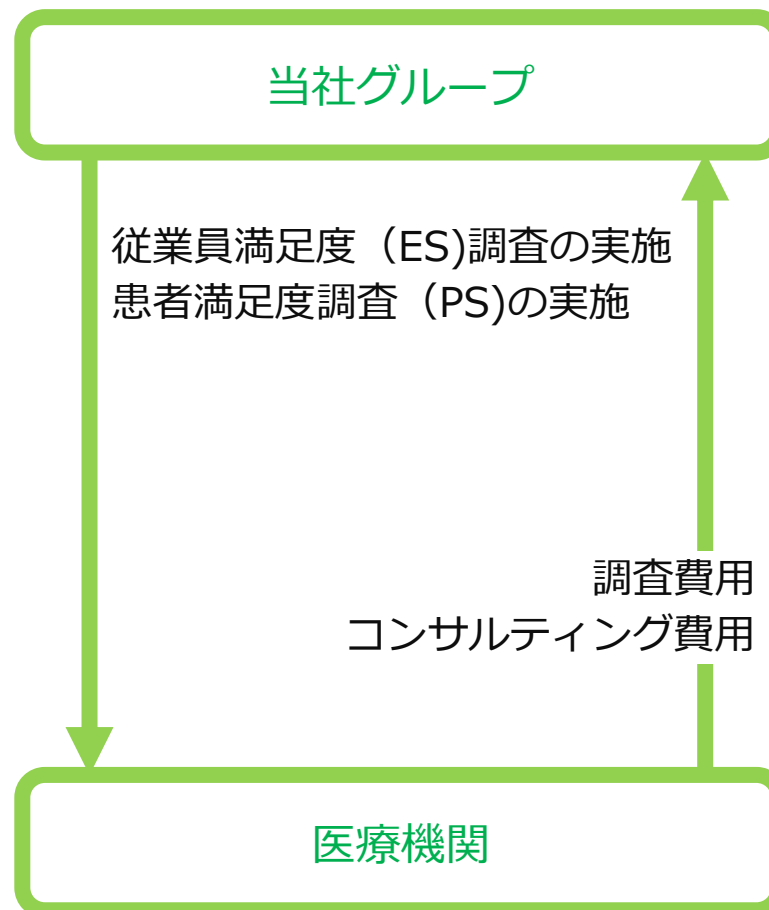 当社グループ
従業員満足度（ES)調査の実施
患者満足度調査（PS)の実施
調査費用
コンサルティング費用
医療機関